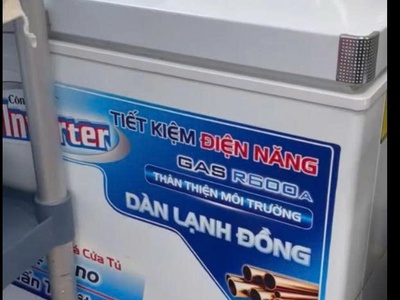 Inverter
TIẾT KIỆM ĐIỆN NĂNG
GAS R600A
THÂN THIỆN MÔI TRƯỜNG
DÀN LẠNH ĐỒNG
Cửa Tủ